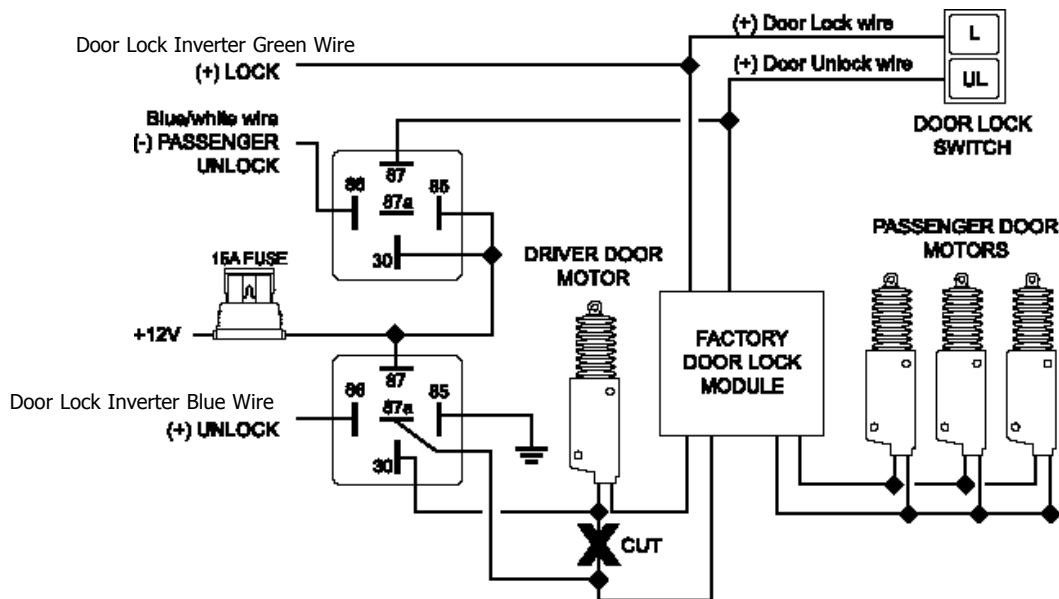 Door Lock Inverter Green Wire
(+) LOCK
(+) Door Lock wire
L
(+) Door Unlock wire
UL
DOOR LOCK
SWITCH
Blue/white wire
(-) PASSENGER
UNLOCK
87
86
87a
85
30
15A FUSE
+12V
DRIVER DOOR
MOTOR
PASSENGER DOOR
MOTORS
FACTORY
DOOR LOCK
MODULE
Door Lock Inverter Blue Wire
(+) UNLOCK
87
86
87a
85
30
CUT